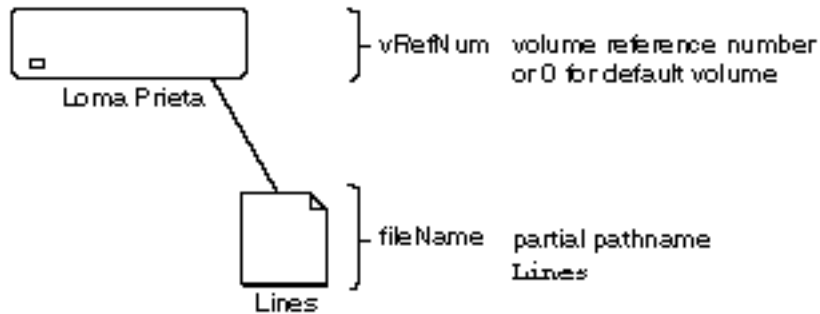 vRefNum volume reference number
or 0 for default volume
Loma Prieta
fileName partial pathname
Lines
Lines